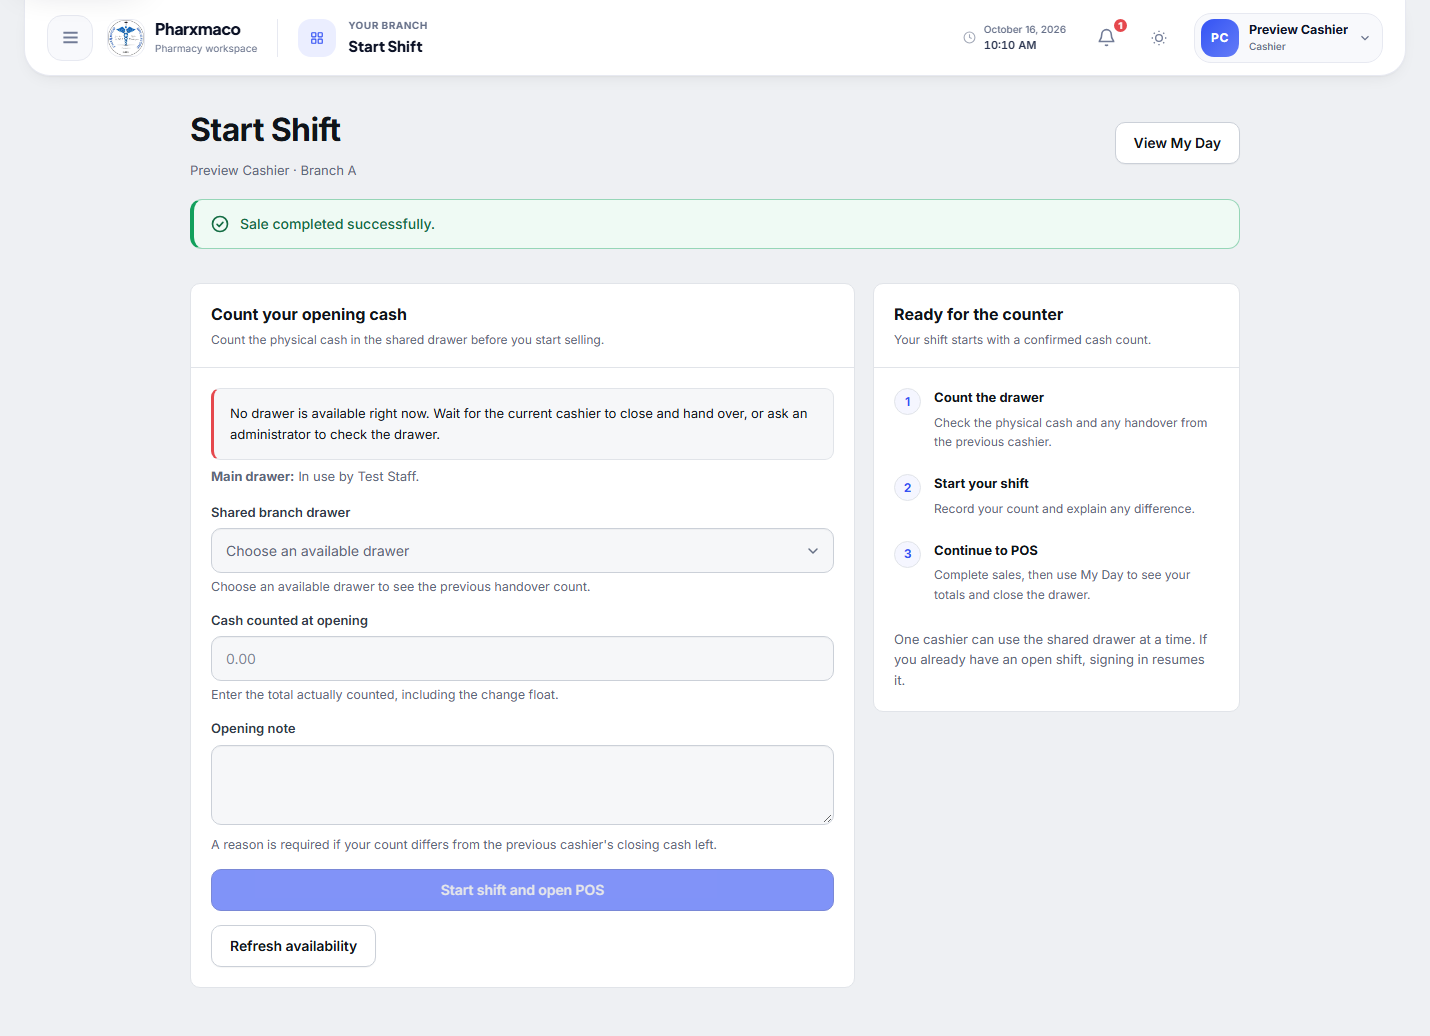 Pharxmaco
Pharmacy workspace
YOUR BRANCH
Start Shift
October 16, 2026
10:10 AM
1
PC
Preview Cashier
Cashier
Start Shift
Preview Cashier · Branch A
View My Day
Sale completed successfully.
Count your opening cash
Count the physical cash in the shared drawer before you start selling.
No drawer is available right now. Wait for the current cashier to close and hand over, or ask an
administrator to check the drawer.
Main drawer: In use by Test Staff.
Shared branch drawer
Choose an available drawer
Choose an available drawer to see the previous handover count.
Cash counted at opening
0.00
Enter the total actually counted, including the change float.
Opening note
A reason is required if your count differs from the previous cashier's closing cash left.
Start shift and open POS
Refresh availability
Ready for the counter
Your shift starts with a confirmed cash count.
1
Count the drawer
Check the physical cash and any handover from
the previous cashier.
2
Start your shift
Record your count and explain any difference.
3
Continue to POS
Complete sales, then use My Day to see your
totals and close the drawer.
One cashier can use the shared drawer at a time. If
you already have an open shift, signing in resumes
it.